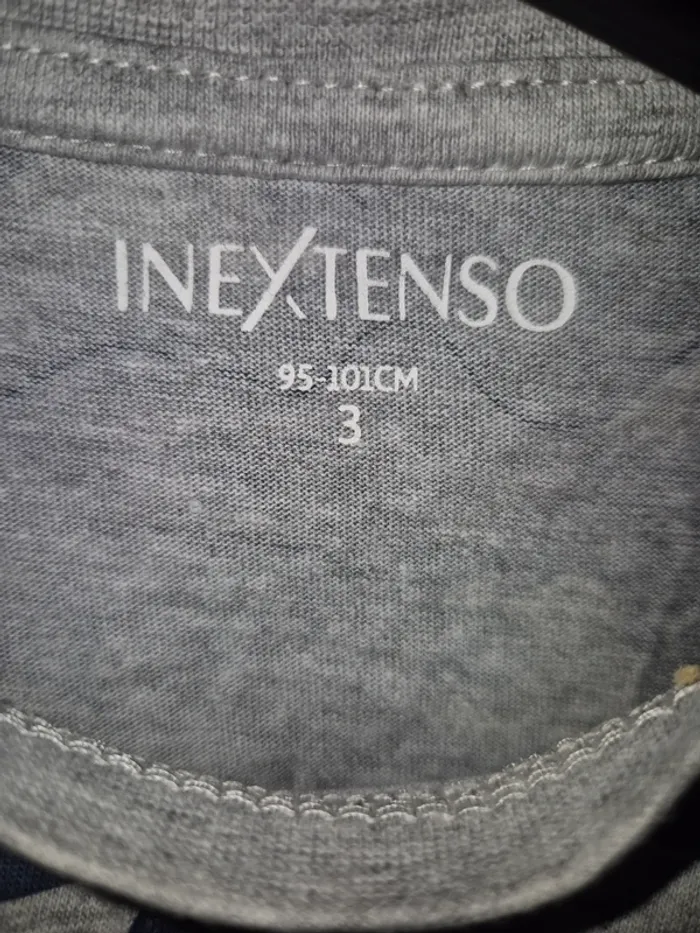 INEXTENSO
95-101CM
3